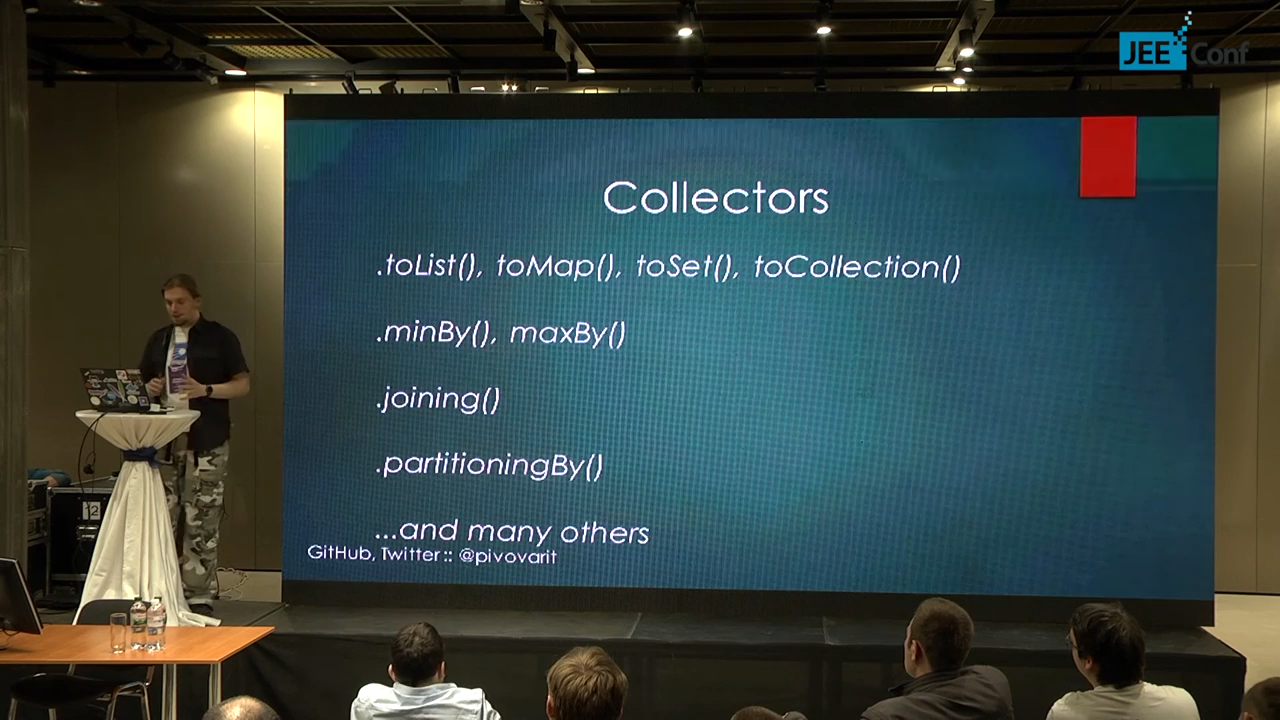 JEE Conf
Collectors
.toList(), toMap(), toSet(), toCollection()
.minBy(), maxBy()
.joining()
.partitioningBy()
...and many others
GitHub, Twitter :: @pivovarit
12